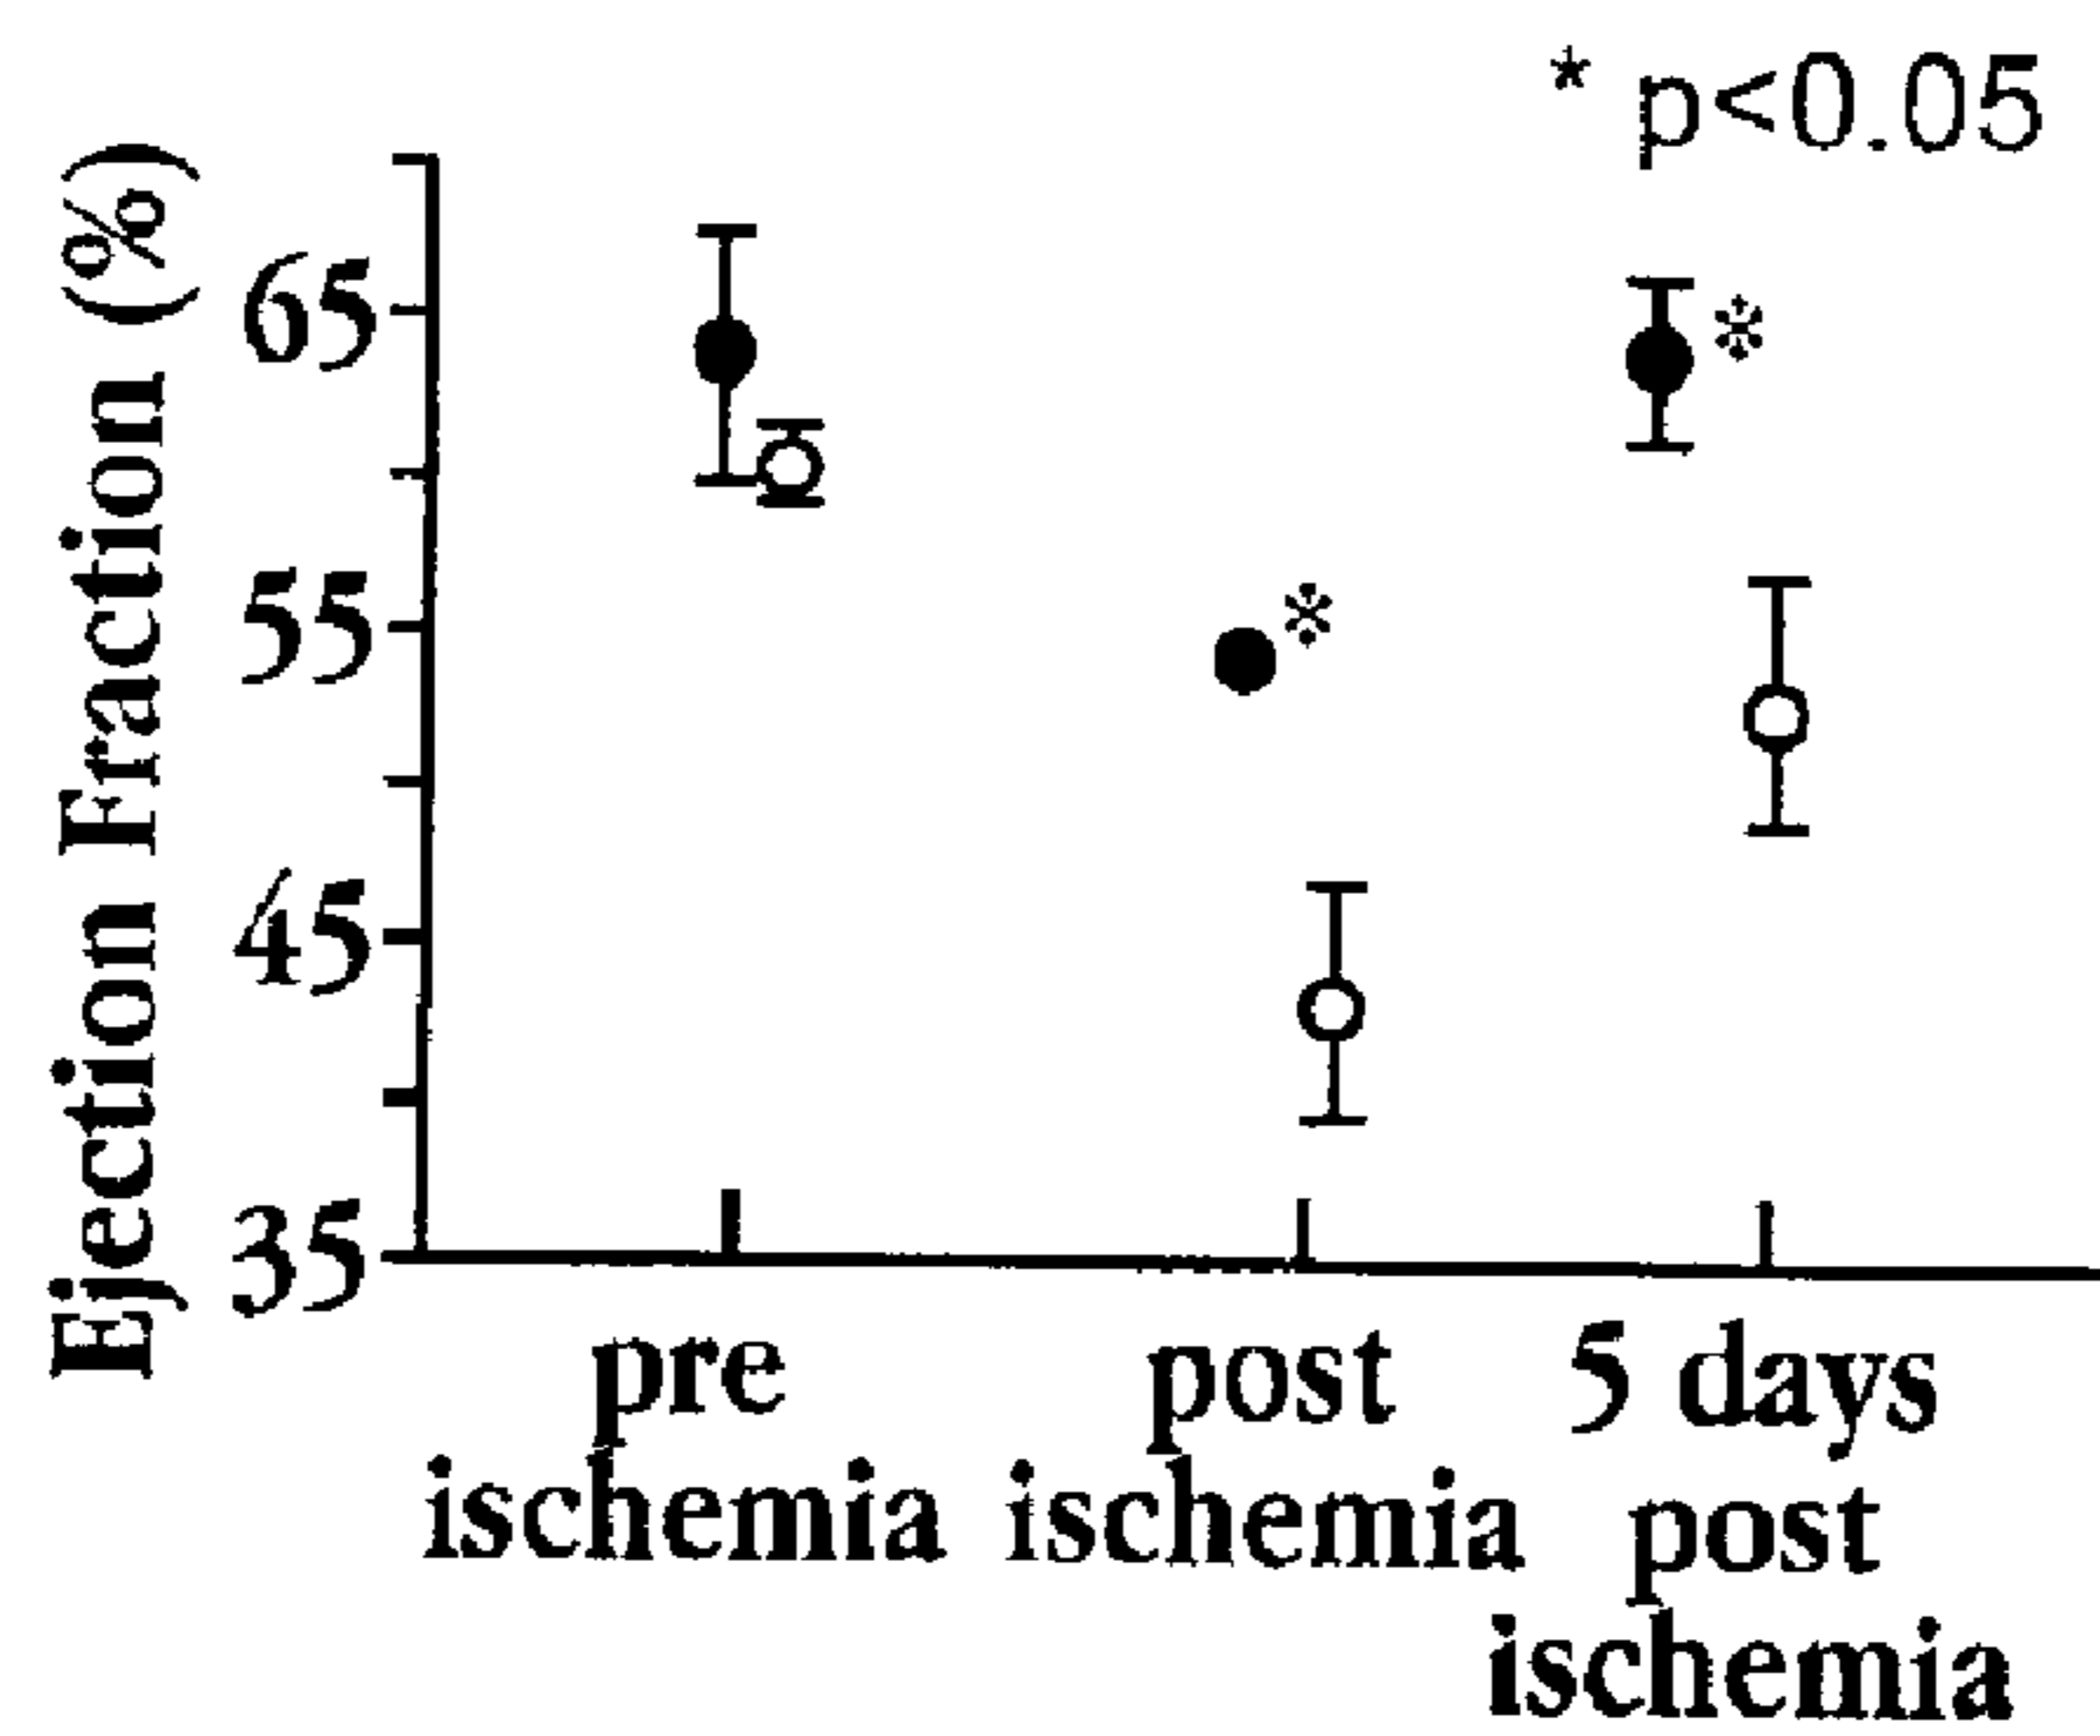 * p<0.05
Ejection Fraction (%)
65
55
45
35
pre
ischemia
post
ischemia
5 days
post
ischemia
*
*